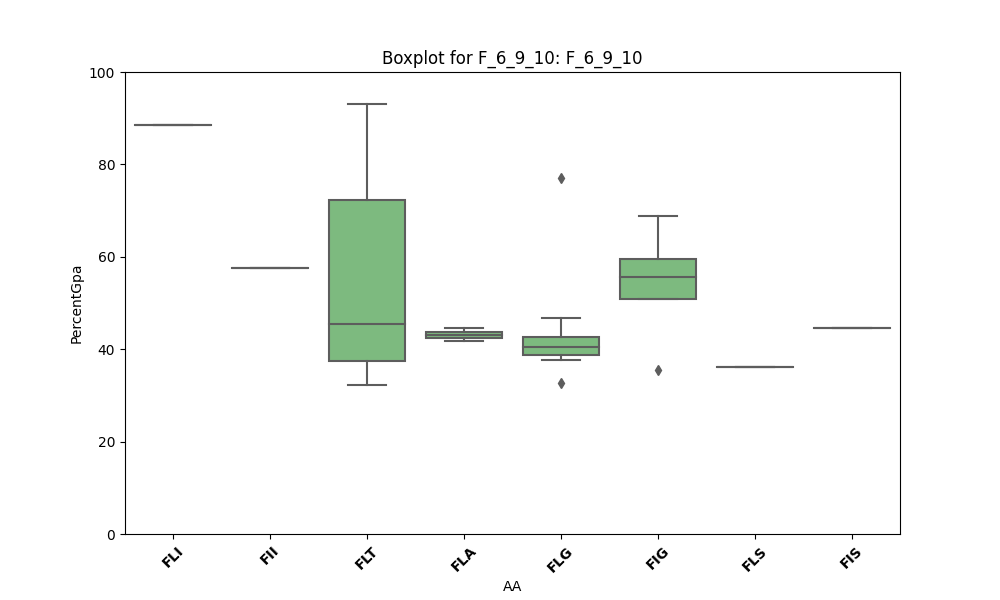 Boxplot for F_6_9_10: F_6_9_10
100
80
60
40
20
0
PercentGpa
FLI
FII
FLT
FLA
FLG
FIG
FLS
FIS
AA